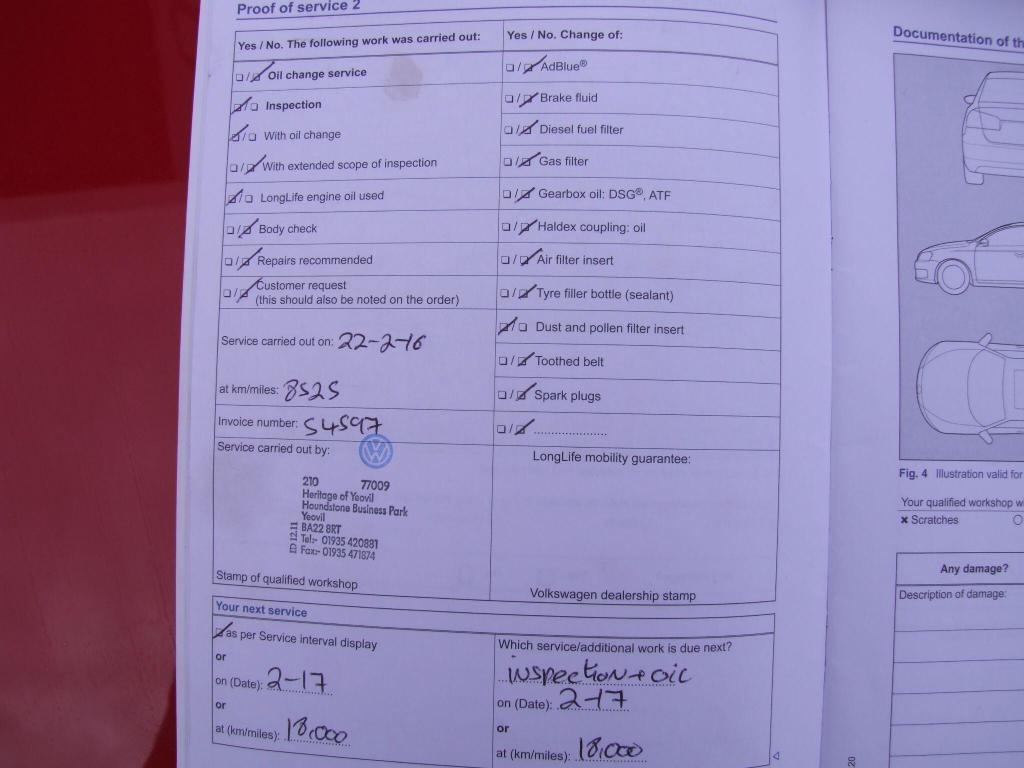 Proof of service 2
Yes / No. The following work was carried out:
Oil change service
Inspection
With oil change
With extended scope of inspection
LongLife engine oil used
Body check
Repairs recommended
Customer request
(this should also be noted on the order)
Service carried out on: 22-2-16
at km/miles: 8525
Invoice number: 54597
Service carried out by:
VW
210 77009
Heritage of Yeovil
Houndstone Business Park
Yeovil
BA22 8RT
Tel:- 01935 420881
Fax:- 01935 471874
ID 12.11
Stamp of qualified workshop
Yes / No. Change of:
AdBlue®
Brake fluid
Diesel fuel filter
Gas filter
Gearbox oil: DSG®, ATF
Haldex coupling: oil
Air filter insert
Tyre filler bottle (sealant)
Dust and pollen filter insert
Toothed belt
Spark plugs
LongLife mobility guarantee:
Volkswagen dealership stamp
Your next service
as per Service interval display
or
on (Date): 2-17
or
at (km/miles): 18,000
Which service/additional work is due next?
inspection + oil
on (Date): 2-17
or
at (km/miles): 18,000
Documentation of th
Fig. 4 Illustration valid for
Your qualified workshop w
x Scratches
Any damage?
Description of damage:
20